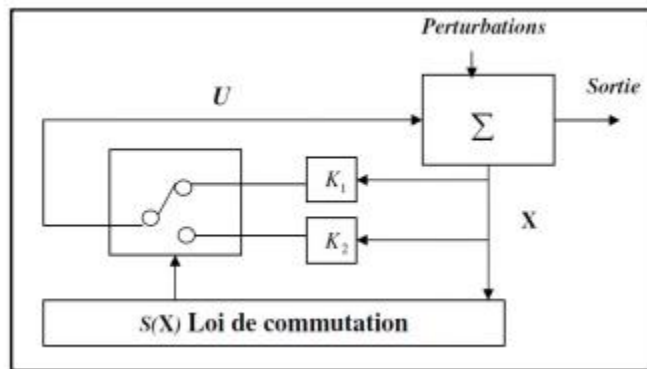 Perturbations
Sortie
U
Σ
K₁
X
K₂
S(X) Loi de commutation